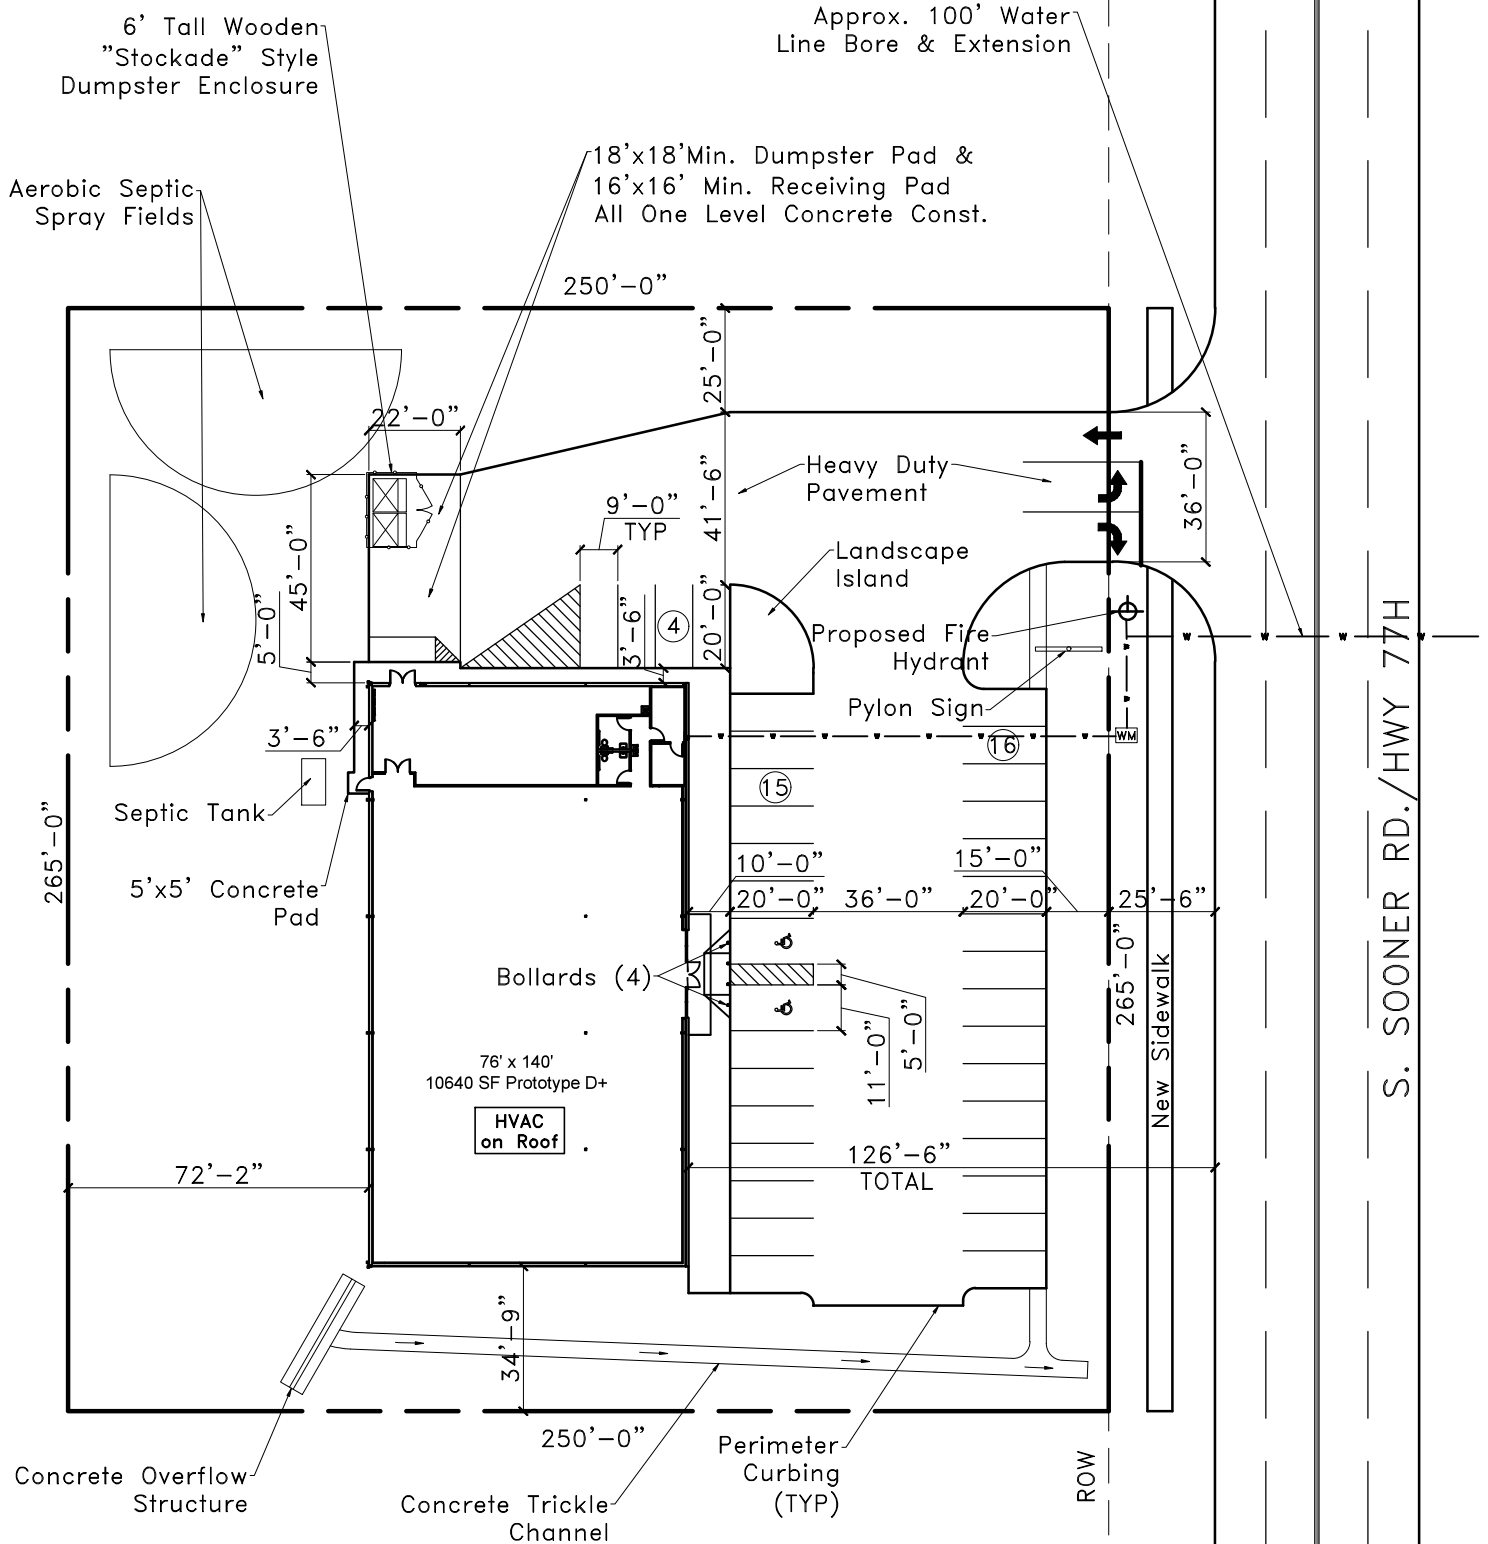 6' Tall Wooden
"Stockade" Style
Dumpster Enclosure
Approx. 100' Water
Line Bore & Extension
18'x18'Min. Dumpster Pad &
16'x16' Min. Receiving Pad
All One Level Concrete Const.
Aerobic Septic
Spray Fields
250'-0"
25'-0"
22'-0"
Heavy Duty
Pavement
41'-6"
36'-0"
9'-0"
TYP
45'-0"
Landscape
Island
5'-0"
3'-6"
4
20'-0"
Proposed Fire
Hydrant
W
W
W
W
W
W
Pylon Sign
3'-6"
W
W
W
W
W
W
W
W
WM
16
15
Septic Tank
265'-0"
5'x5' Concrete
Pad
10'-0"
15'-0"
20'-0"
36'-0"
20'-0"
25'-6"
265'-0"
New Sidewalk
S. SOONER RD./HWY 77H
Bollards (4)
5'-0"
11'-0"
76' x 140'
10640 SF Prototype D+
HVAC
on Roof
72'-2"
126'-6"
TOTAL
34'-9"
250'-0"
Perimeter
Curbing
(TYP)
ROW
Concrete Overflow
Structure
Concrete Trickle
Channel